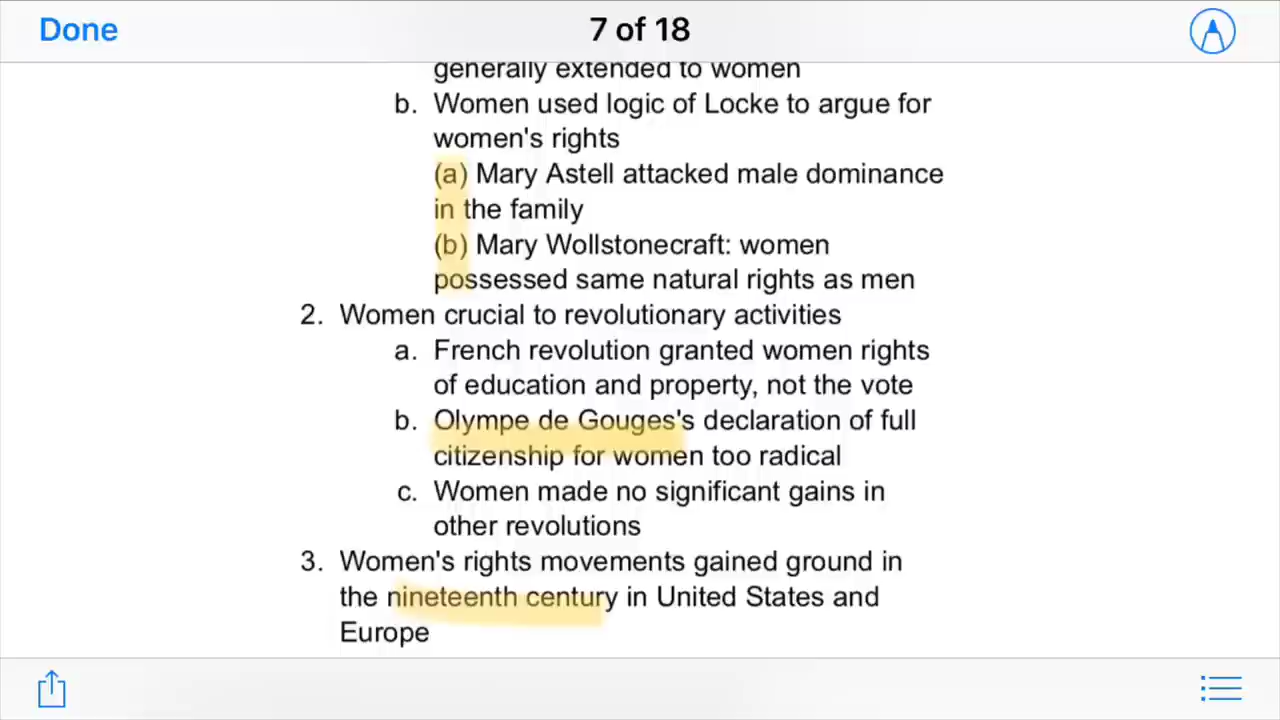 Done
7 of 18
generally extended to women
b. Women used logic of Locke to argue for
women's rights
(a) Mary Astell attacked male dominance
in the family
(b) Mary Wollstonecraft: women
possessed same natural rights as men
2. Women crucial to revolutionary activities
a. French revolution granted women rights
of education and property, not the vote
b. Olympe de Gouges's declaration of full
citizenship for women too radical
c. Women made no significant gains in
other revolutions
3. Women's rights movements gained ground in
the nineteenth century in United States and
Europe